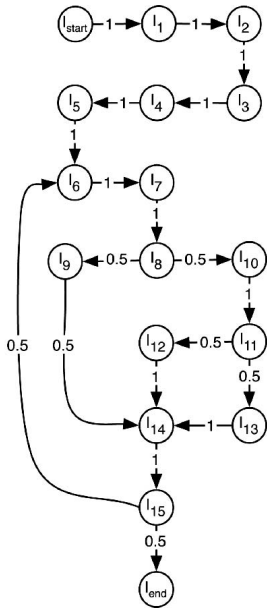 I_start 1 I_1 1 I_2
1
I_5 1 I_4 1 I_3
1
I_6 1 I_7
1
I_9 0.5 I_8 0.5 I_10
1
I_12 0.5 I_11
0.5 0.5 1 0.5
I_14 1 I_13
1
I_15
0.5
I_end